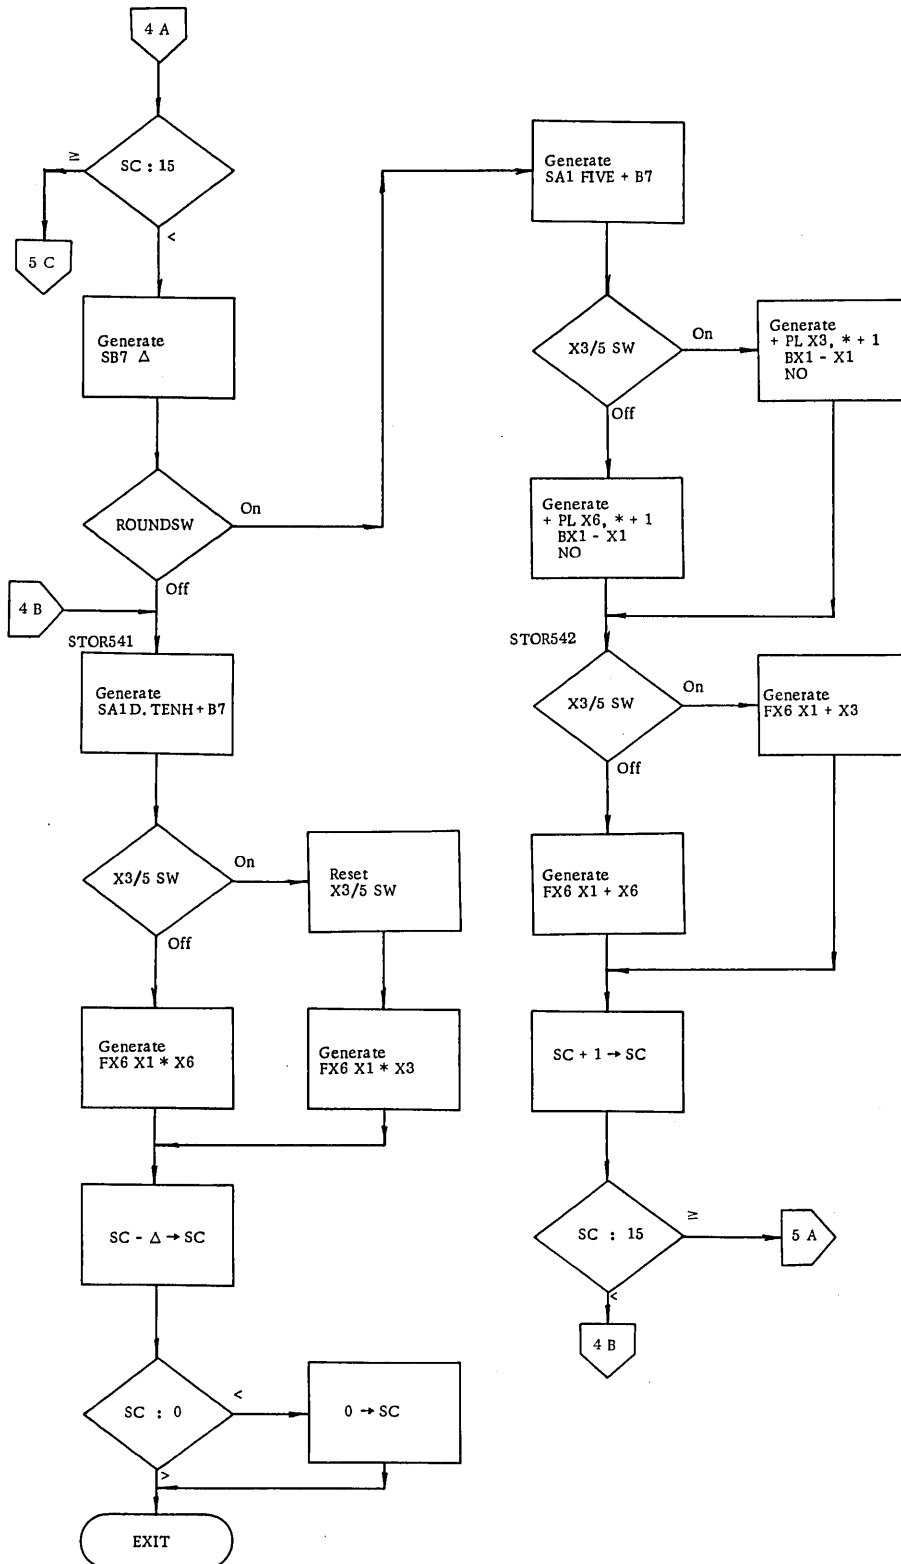 4 A
SC : 15
≥
<
5 C
Generate
SB7 Δ
ROUNDSW
On
Off
4 B
STOR541
Generate
SA1 D. TENH + B7
X3/5 SW
On
Off
Reset
X3/5 SW
Generate
FX6 X1 * X6
Generate
FX6 X1 * X3
SC - Δ → SC
SC : 0
<
>
0 → SC
EXIT
Generate
SA1 FIVE + B7
X3/5 SW
On
Off
Generate
+ PL X3, * + 1
BX1 - X1
NO
Generate
+ PL X6, * + 1
BX1 - X1
NO
STOR542
X3/5 SW
On
Off
Generate
FX6 X1 + X3
Generate
FX6 X1 + X6
SC + 1 → SC
SC : 15
≥
<
5 A
4 B